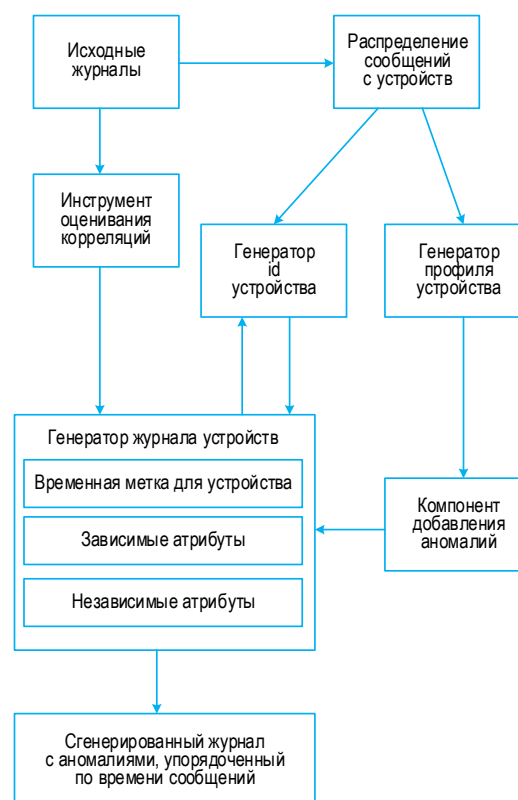 Исходные
журналы
Распределение
сообщений
с устройств
Инструмент
оценивания
корреляций
Генератор
id
устройства
Генератор
профиля
устройства
Генератор журнала устройств
Временная метка для устройства
Зависимые атрибуты
Независимые атрибуты
Компонент
добавления
аномалий
Сгенерированный журнал
с аномалиями, упорядоченный
по времени сообщений